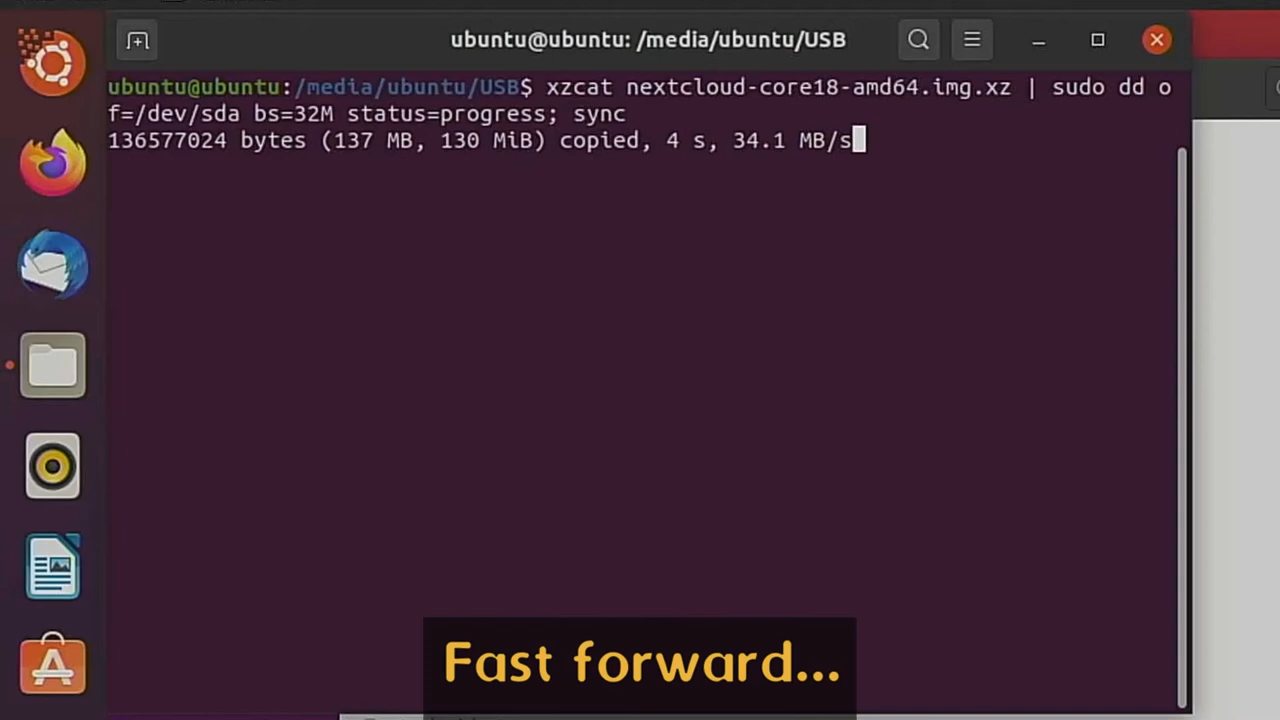 ubuntu@ubuntu: /media/ubuntu/USB
ubuntu@ubuntu:/media/ubuntu/USB$ xzcat nextcloud-core18-amd64.img.xz | sudo dd o
f=/dev/sda bs=32M status=progress; sync
136577024 bytes (137 MB, 130 MiB) copied, 4 s, 34.1 MB/s
Fast forward...